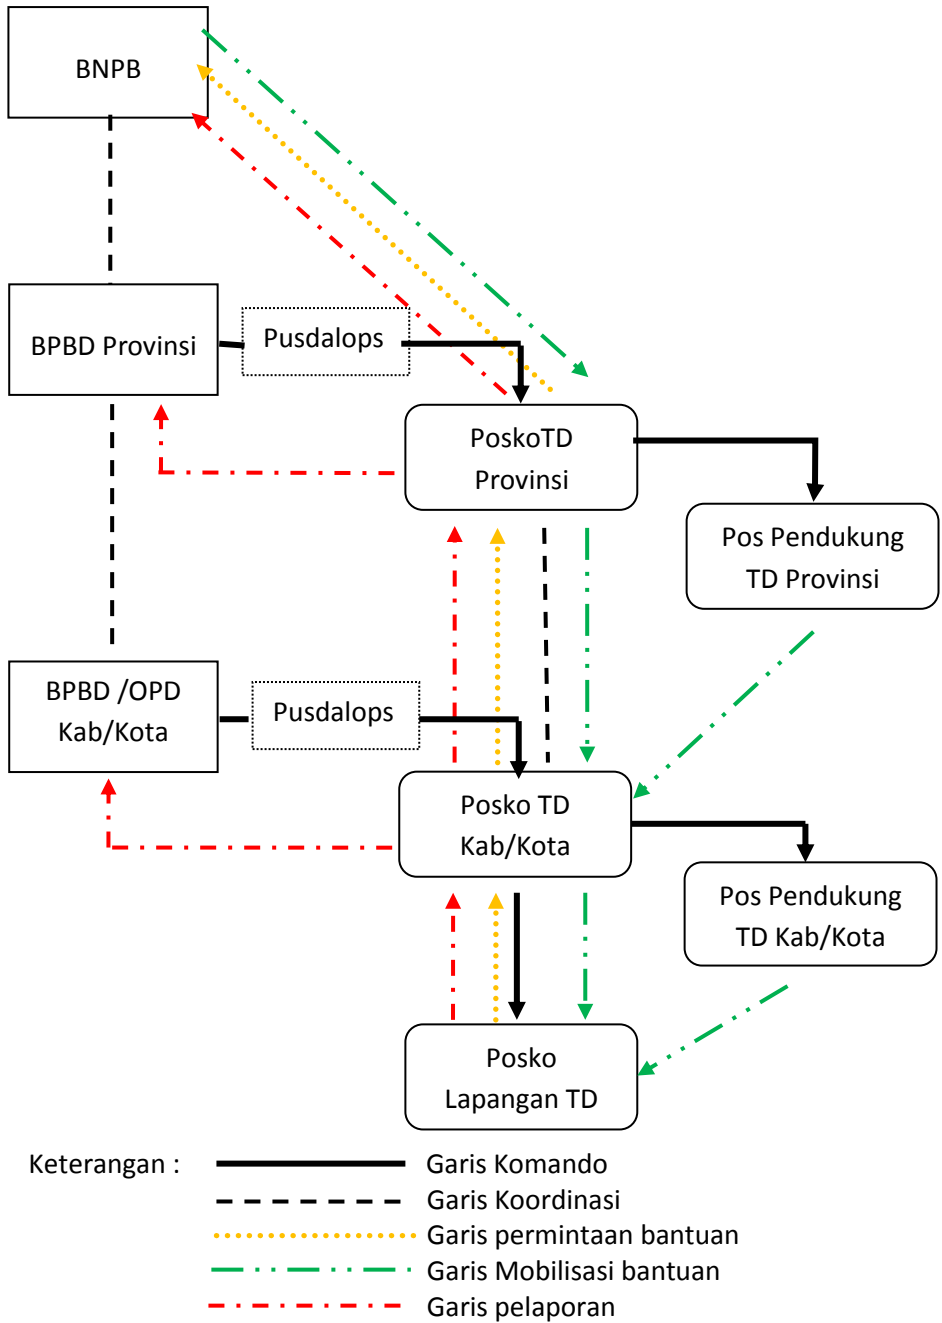 BNPB
BPBD Provinsi
Pusdalops
PoskoTD
Provinsi
Pos Pendukung
TD Provinsi
BPBD /OPD
Kab/Kota
Pusdalops
Posko TD
Kab/Kota
Pos Pendukung
TD Kab/Kota
Posko
Lapangan TD
Keterangan :
Garis Komando
Garis Koordinasi
Garis permintaan bantuan
Garis Mobilisasi bantuan
Garis pelaporan